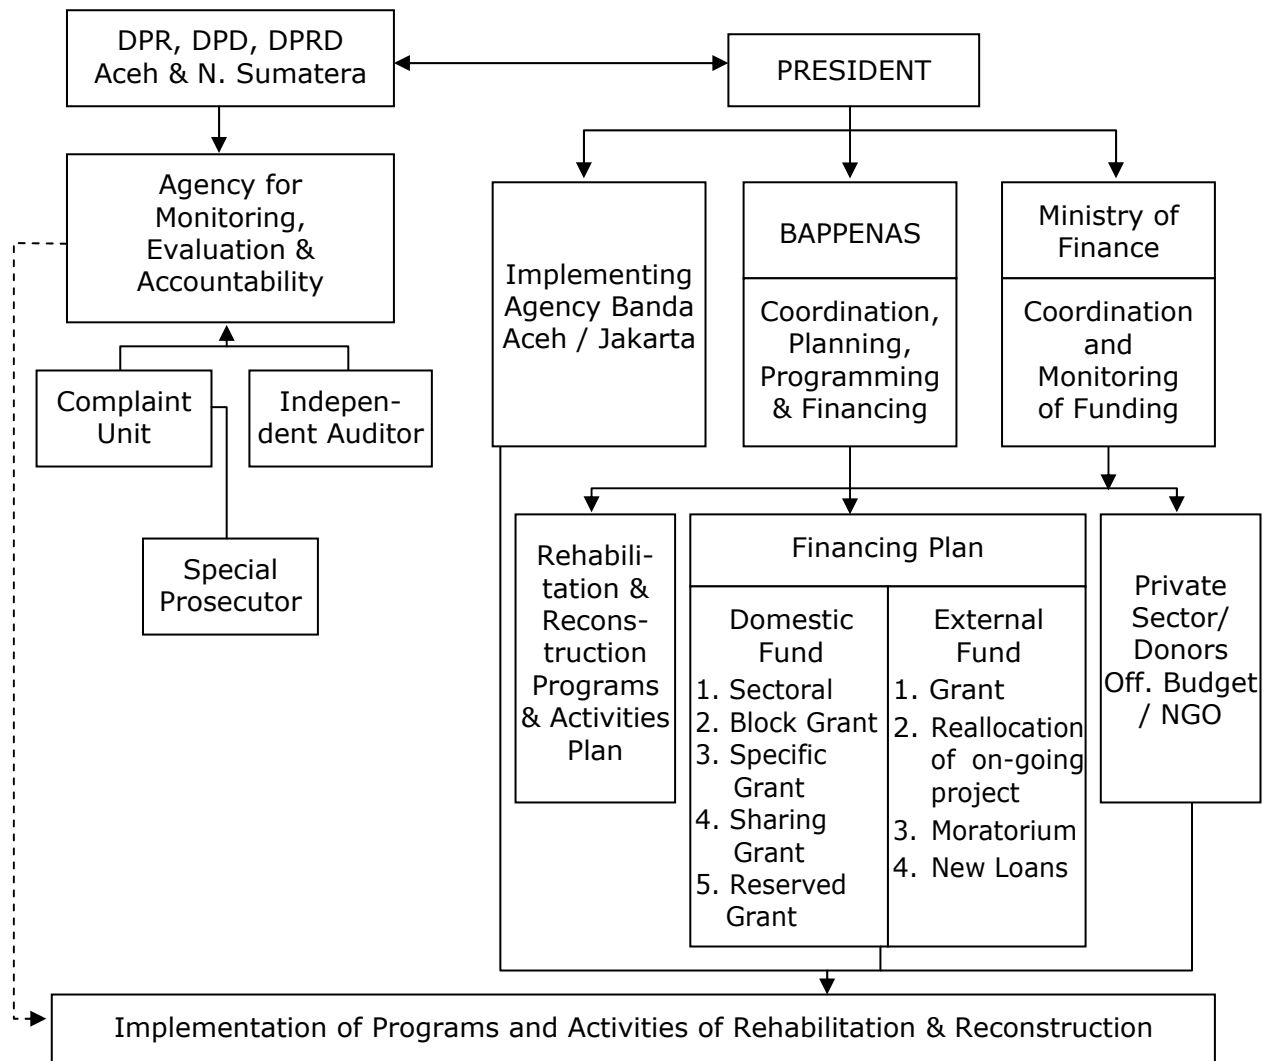 DPR, DPD, DPRD
Aceh & N. Sumatera
PRESIDENT
Agency for
Monitoring,
Evaluation &
Accountability
Implementing
Agency Banda
Aceh / Jakarta
BAPPENAS
Coordination,
Planning,
Programming
& Financing
Ministry of
Finance
Coordination
and
Monitoring
of Funding
Complaint
Unit
Indepen-
dent Auditor
Special
Prosecutor
Rehabili-
tation &
Recons-
truction
Programs
& Activities
Plan
Financing Plan
Domestic
Fund
1. Sectoral
2. Block Grant
3. Specific
Grant
4. Sharing
Grant
5. Reserved
Grant
External
Fund
1. Grant
2. Reallocation
of on-going
project
3. Moratorium
4. New Loans
Private
Sector/
Donors
Off. Budget
/ NGO
Implementation of Programs and Activities of Rehabilitation & Reconstruction